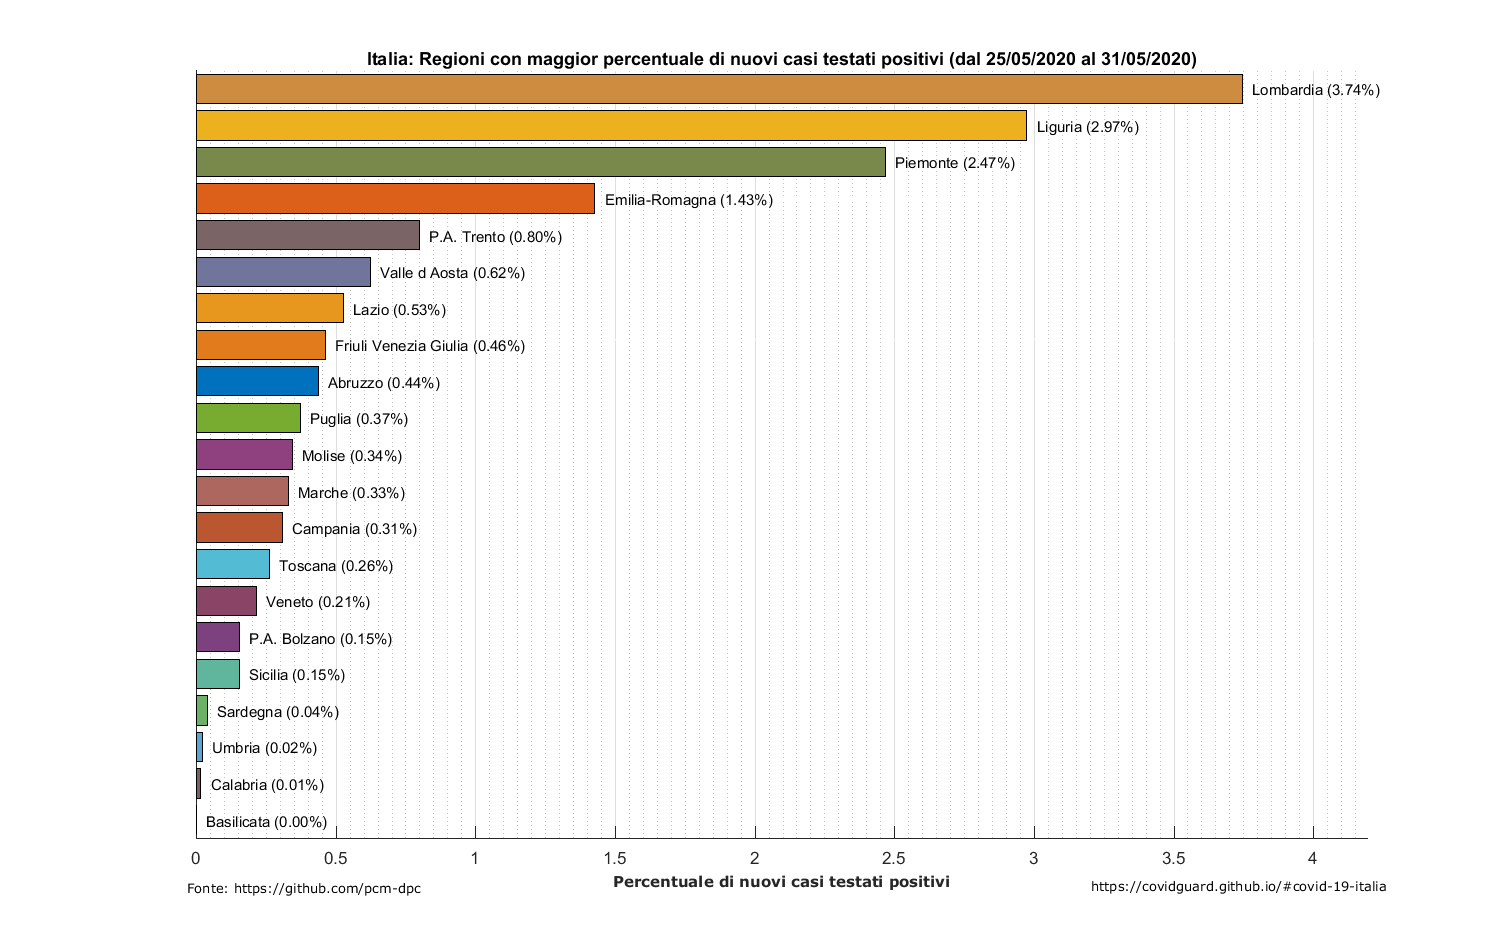 Italia: Regioni con maggior percentuale di nuovi casi testati positivi (dal 25/05/2020 al 31/05/2020)
Lombardia (3.74%)
Liguria (2.97%)
Piemonte (2.47%)
Emilia-Romagna (1.43%)
P.A. Trento (0.80%)
Valle d Aosta (0.62%)
Lazio (0.53%)
Friuli Venezia Giulia (0.46%)
Abruzzo (0.44%)
Puglia (0.37%)
Molise (0.34%)
Marche (0.33%)
Campania (0.31%)
Toscana (0.26%)
Veneto (0.21%)
P.A. Bolzano (0.15%)
Sicilia (0.15%)
Sardegna (0.04%)
Umbria (0.02%)
Calabria (0.01%)
Basilicata (0.00%)
0 0.5 1 1.5 2 2.5 3 3.5 4
Percentuale di nuovi casi testati positivi
Fonte: https://github.com/pcm-dpc
https://covidguard.github.io/#covid-19-italia